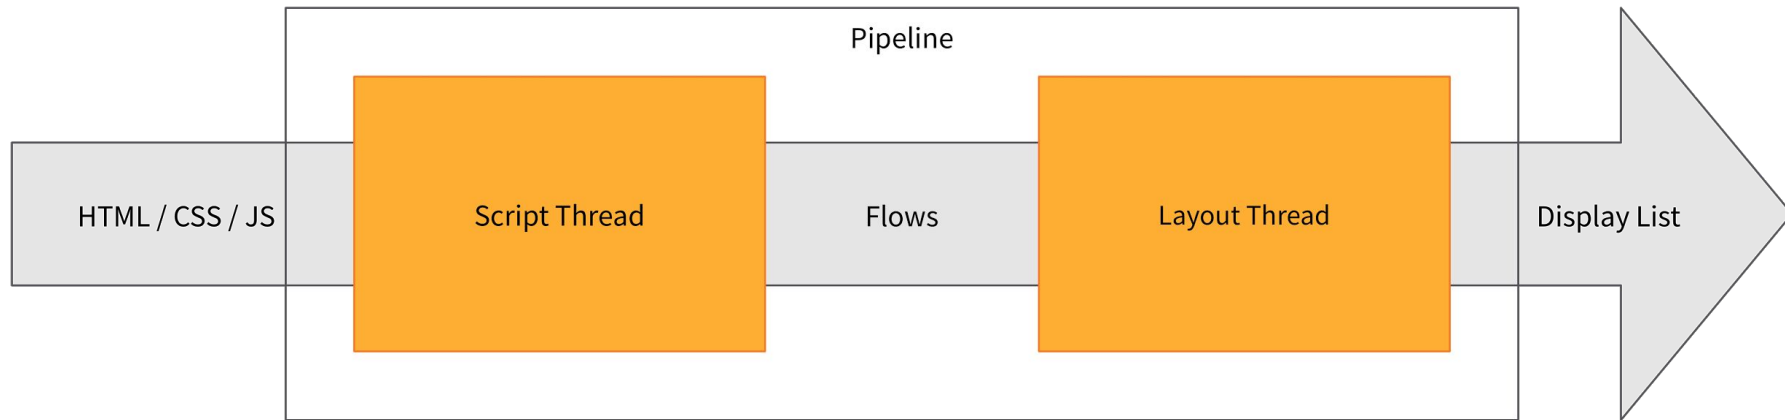 Pipeline
HTML / CSS / JS
Script Thread
Flows
Layout Thread
Display List